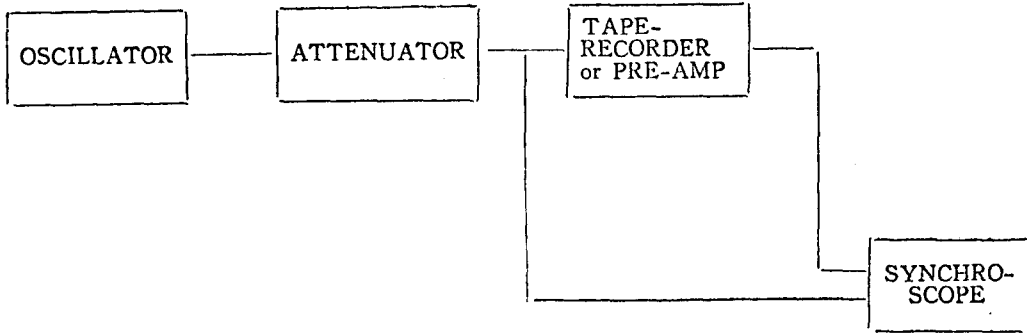 OSCILLATOR
ATTENUATOR
TAPE-
RECORDER
or PRE-AMP
SYNCHRO-
SCOPE